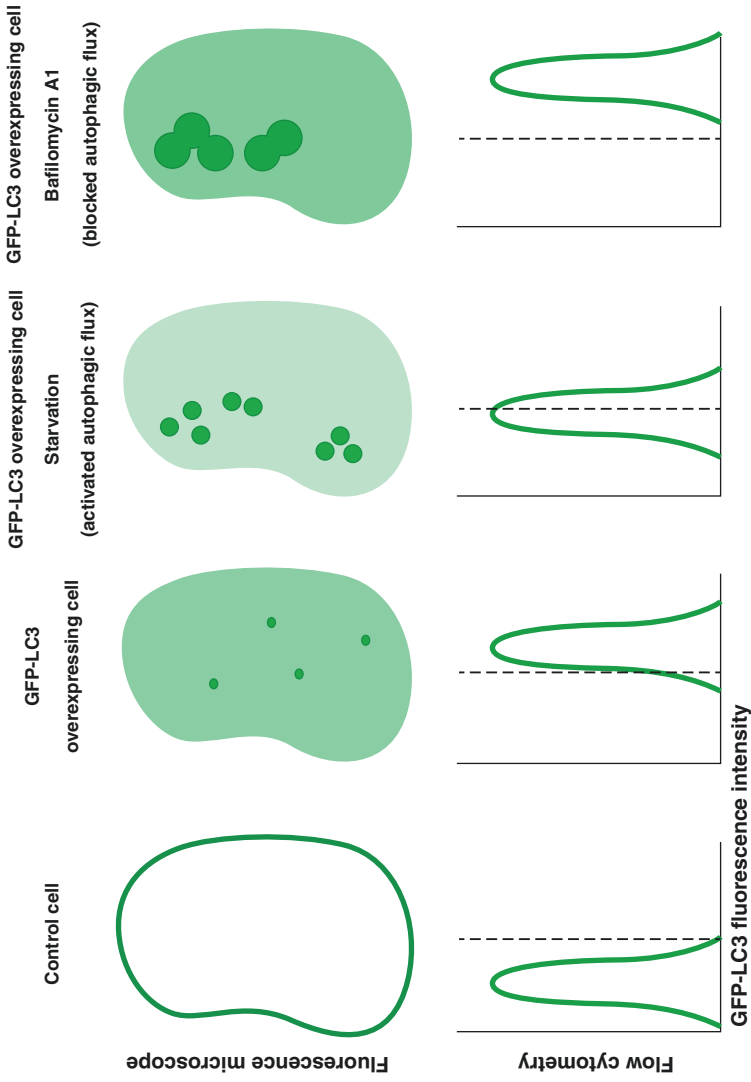 Control cell
GFP-LC3
overexpressing cell
GFP-LC3 overexpressing cell
Starvation
(activated autophagic flux)
GFP-LC3 overexpressing cell
Bafilomycin A1
(blocked autophagic flux)
Fluorescence microscope
Flow cytometry
GFP-LC3 fluorescence intensity